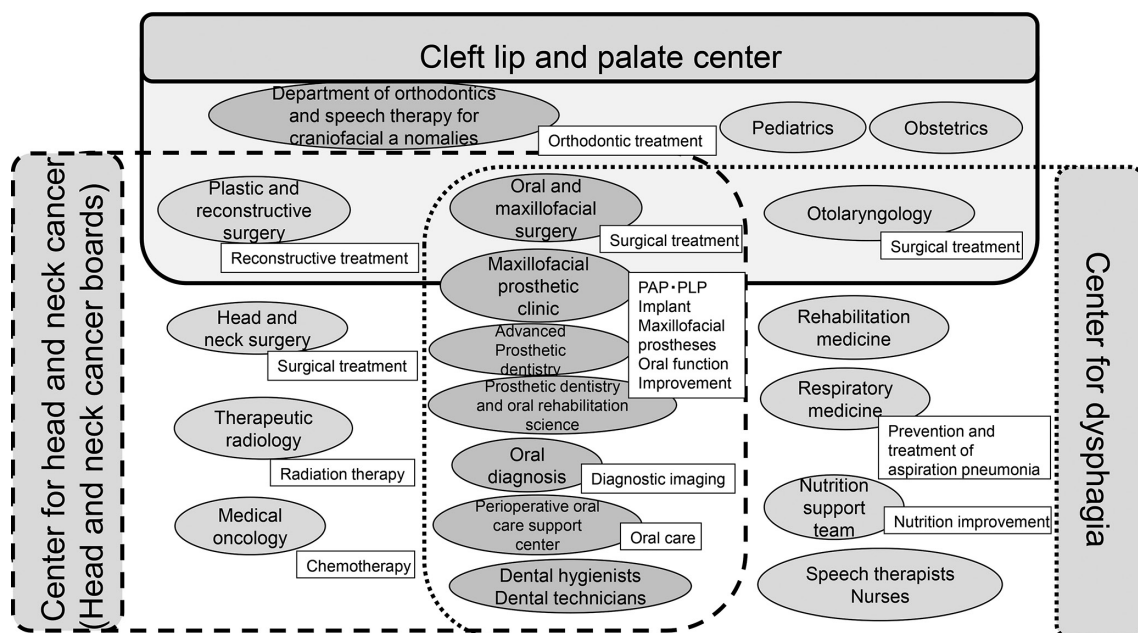 Cleft lip and palate center
Department of orthodontics
and speech therapy for
craniofacial a nomalies
Orthodontic treatment
Pediatrics
Obstetrics
Center for head and neck cancer
(Head and neck cancer boards)
Plastic and
reconstructive
surgery
Reconstructive treatment
Oral and
maxillofacial
surgery
Surgical treatment
Otolaryngology
Surgical treatment
Center for dysphagia
Head and
neck surgery
Surgical treatment
Maxillofacial
prosthetic
clinic
PAP・PLP
Implant
Maxillofacial
prostheses
Oral function
Improvement
Advanced
Prosthetic
dentistry
Prosthetic dentistry
and oral rehabilitation
science
Rehabilitation
medicine
Respiratory
medicine
Prevention and
treatment of
aspiration pneumonia
Therapeutic
radiology
Radiation therapy
Oral
diagnosis
Diagnostic imaging
Nutrition
support
team
Nutrition improvement
Medical
oncology
Chemotherapy
Perioperative oral
care support
center
Oral care
Dental hygienists
Dental technicians
Speech therapists
Nurses